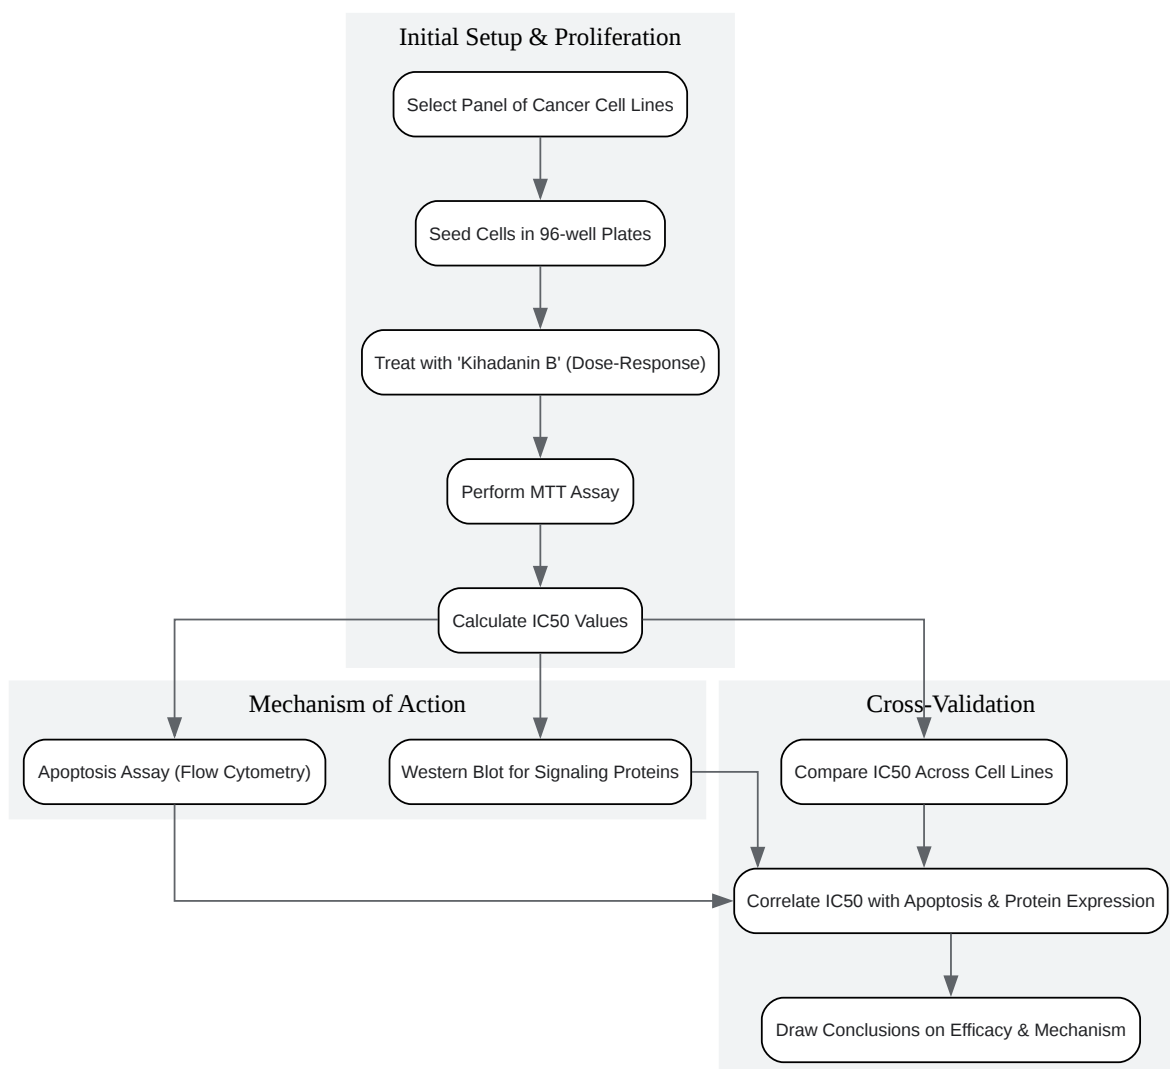 Initial Setup & Proliferation
Select Panel of Cancer Cell Lines
Seed Cells in 96-well Plates
Treat with 'Kihadanin B' (Dose-Response)
Perform MTT Assay
Calculate IC50 Values
Mechanism of Action
Apoptosis Assay (Flow Cytometry)
Western Blot for Signaling Proteins
Cross-Validation
Compare IC50 Across Cell Lines
Correlate IC50 with Apoptosis & Protein Expression
Draw Conclusions on Efficacy & Mechanism